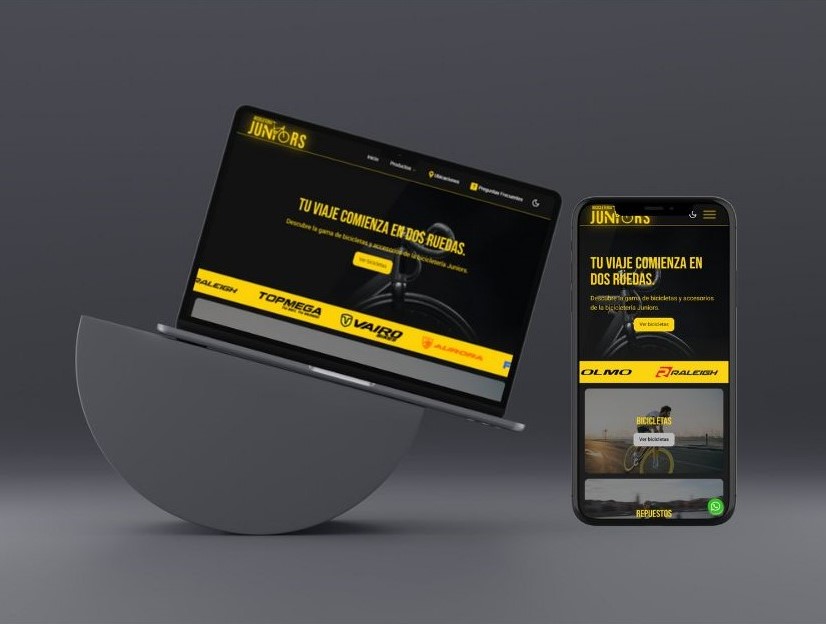 BICICLETERIA
JUNIORS
Inicio
Productos
Ubicaciones
Preguntas Frecuentes
TU VIAJE COMIENZA EN DOS RUEDAS.
Descubre la gama de bicicletas y accesorios de la bicicletería Juniors.
Ver bicicletas
RALEIGH
TOPMEGA
VAIRO
AURORA
JUNIORS
TU VIAJE COMIENZA EN
DOS RUEDAS.
Descubre la gama de bicicletas y accesorios
de la bicicletería Juniors.
Ver bicicletas
OLMO
RALEIGH
BICICLETAS
Ver bicicletas
REPUESTOS